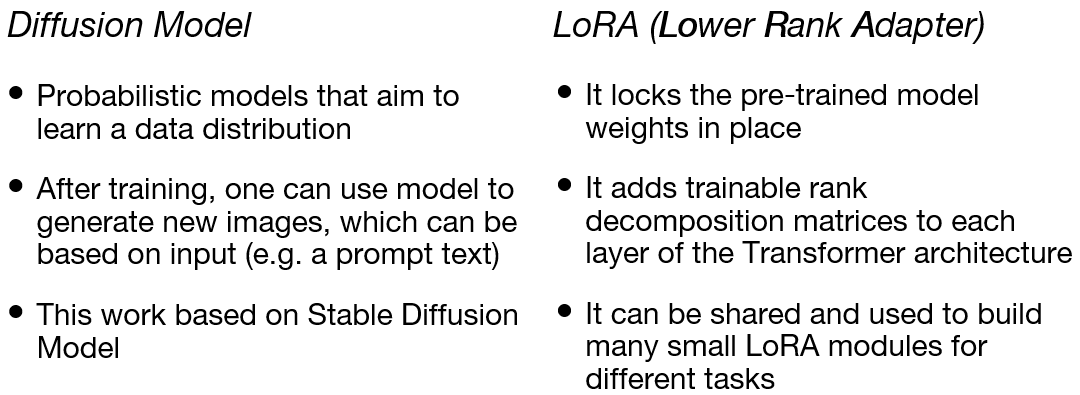 Diffusion Model
• Probabilistic models that aim to
learn a data distribution
• After training, one can use model to
generate new images, which can be
based on input (e.g. a prompt text)
• This work based on Stable Diffusion
Model
LoRA (Lower Rank Adapter)
• It locks the pre-trained model
weights in place
• It adds trainable rank
decomposition matrices to each
layer of the Transformer architecture
• It can be shared and used to build
many small LoRA modules for
different tasks